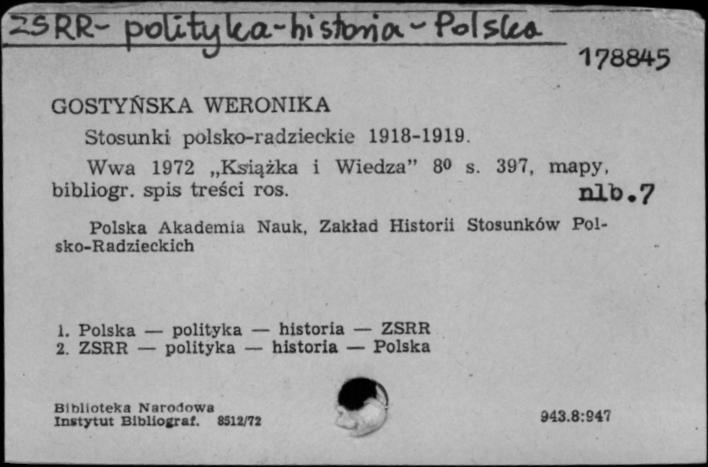 ZSRR- polityka-historia-Polska
178845
GOSTYŃSKA WERONIKA
Stosunki polsko-radzieckie 1918-1919.
Wwa 1972 „Książka i Wiedza” 8º s. 397, mapy,
bibliogr. spis treści ros. nlb.7
Polska Akademia Nauk, Zakład Historii Stosunków Pol-
sko-Radzieckich
1. Polska — polityka — historia — ZSRR
2. ZSRR — polityka — historia — Polska
Biblioteka Narodowa
Instytut Bibliograf. 8512/72
943.8:947